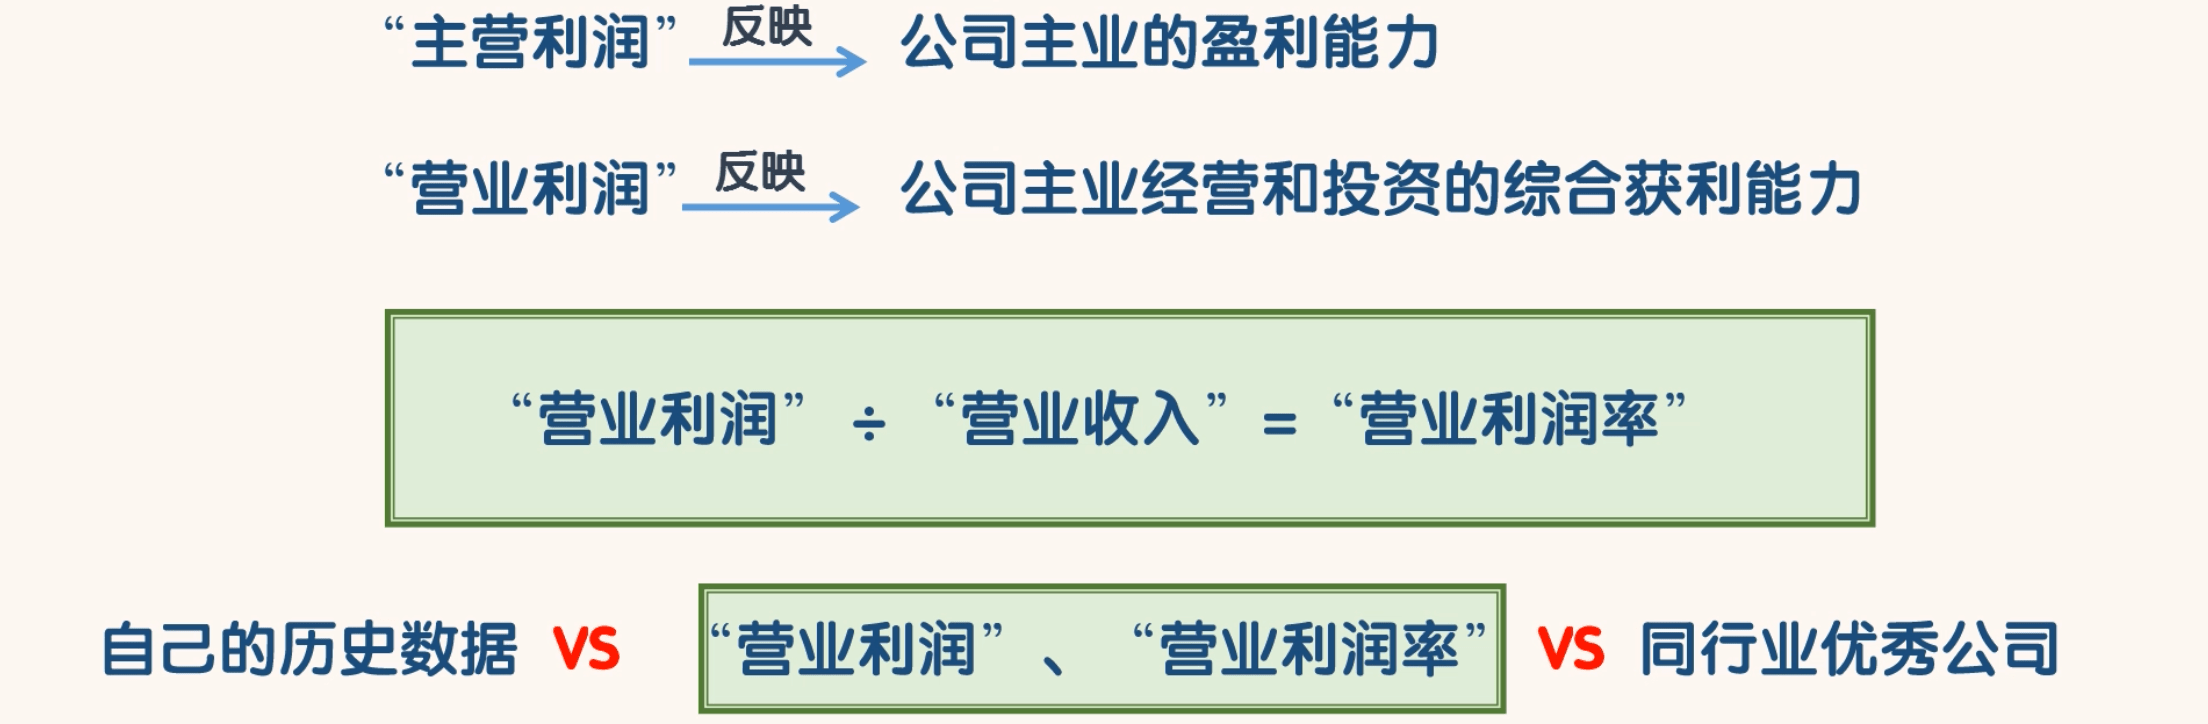 “主营利润” 反映 公司主业的盈利能力
“营业利润” 反映 公司主业经营和投资的综合获利能力
“营业利润” ÷ “营业收入” = “营业利润率”
自己的历史数据 VS “营业利润” 、 “营业利润率” VS 同行业优秀公司